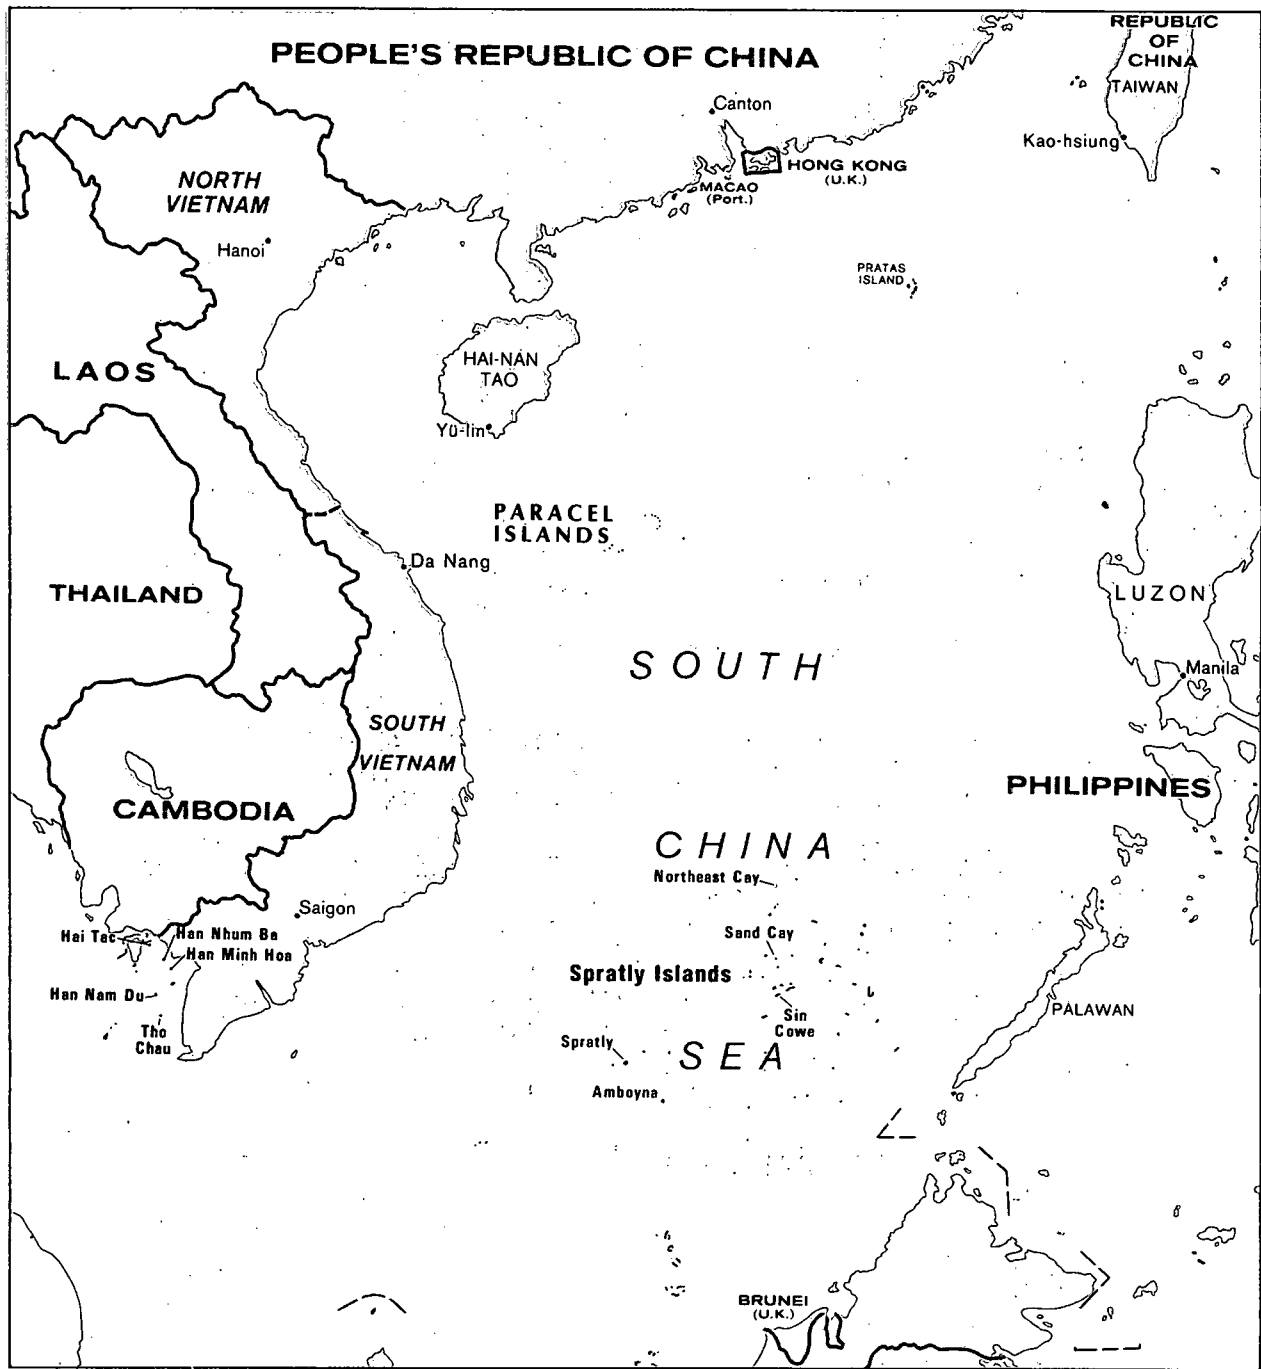 PEOPLE'S REPUBLIC OF CHINA
REPUBLIC
OF
CHINA
TAIWAN
Canton
Kao-hsiung
HONG KONG
(U.K.)
MACAO
(Port.)
NORTH
VIETNAM
Hanoi
PRATAS
ISLAND
HAI-NAN
TAO
LAOS
Yü-lin
PARACEL
ISLANDS
Da Nang
THAILAND
LUZON
SOUTH
Manila
SOUTH
VIETNAM
PHILIPPINES
CAMBODIA
CHINA
Northeast Cay
Saigon
Hai Tac
Han Nhum Ba
Han Minh Hoa
Sand Cay
Spratly Islands
Han Nam Du
Sin
Cowe
PALAWAN
Tho
Chau
Spratly
SEA
Amboyna
BRUNEI
(U.K.)